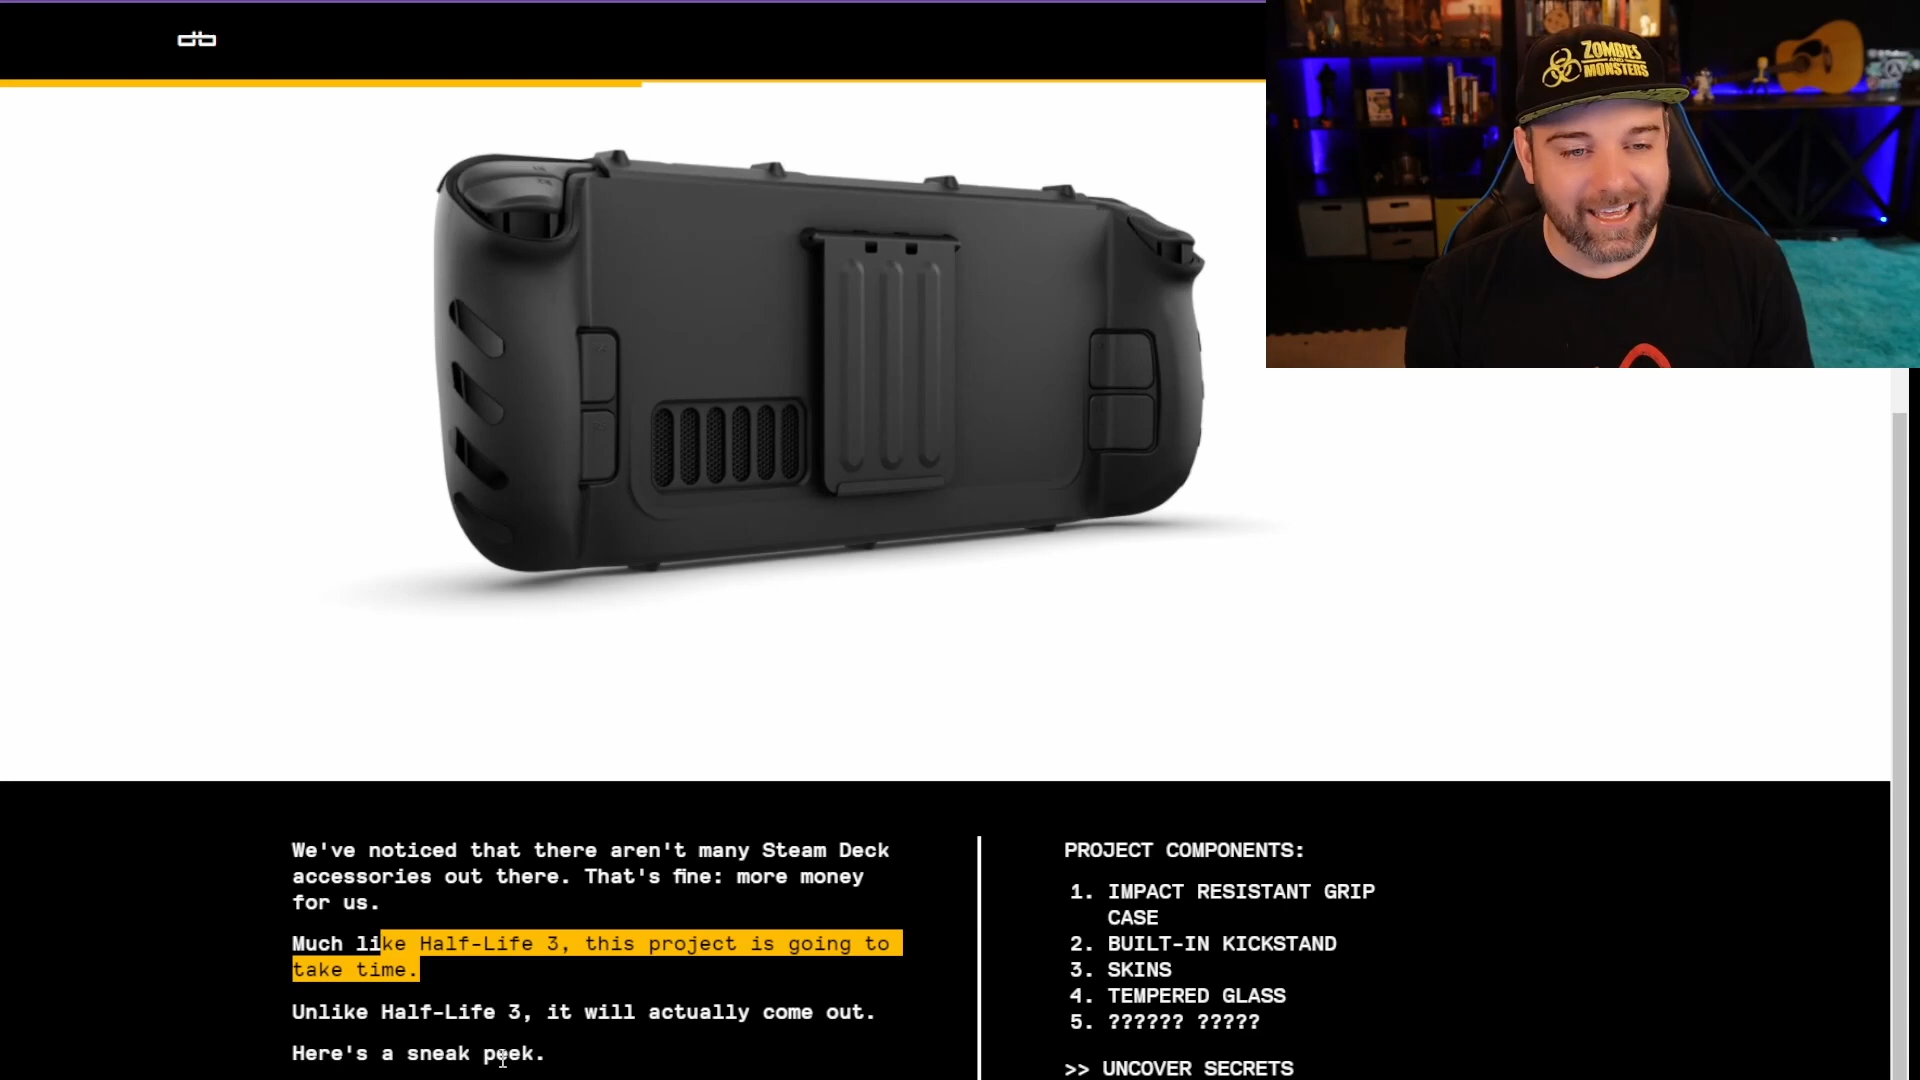 ZOMBIES
AND
MONSTERS
We've noticed that there aren't many Steam Deck
accessories out there. That's fine: more money
for us.
Much like Half-Life 3, this project is going to
take time.
Unlike Half-Life 3, it will actually come out.
Here's a sneak peek.
PROJECT COMPONENTS:
1. IMPACT RESISTANT GRIP
CASE
2. BUILT-IN KICKSTAND
3. SKINS
4. TEMPERED GLASS
5. ?????? ?????
>> UNCOVER SECRETS